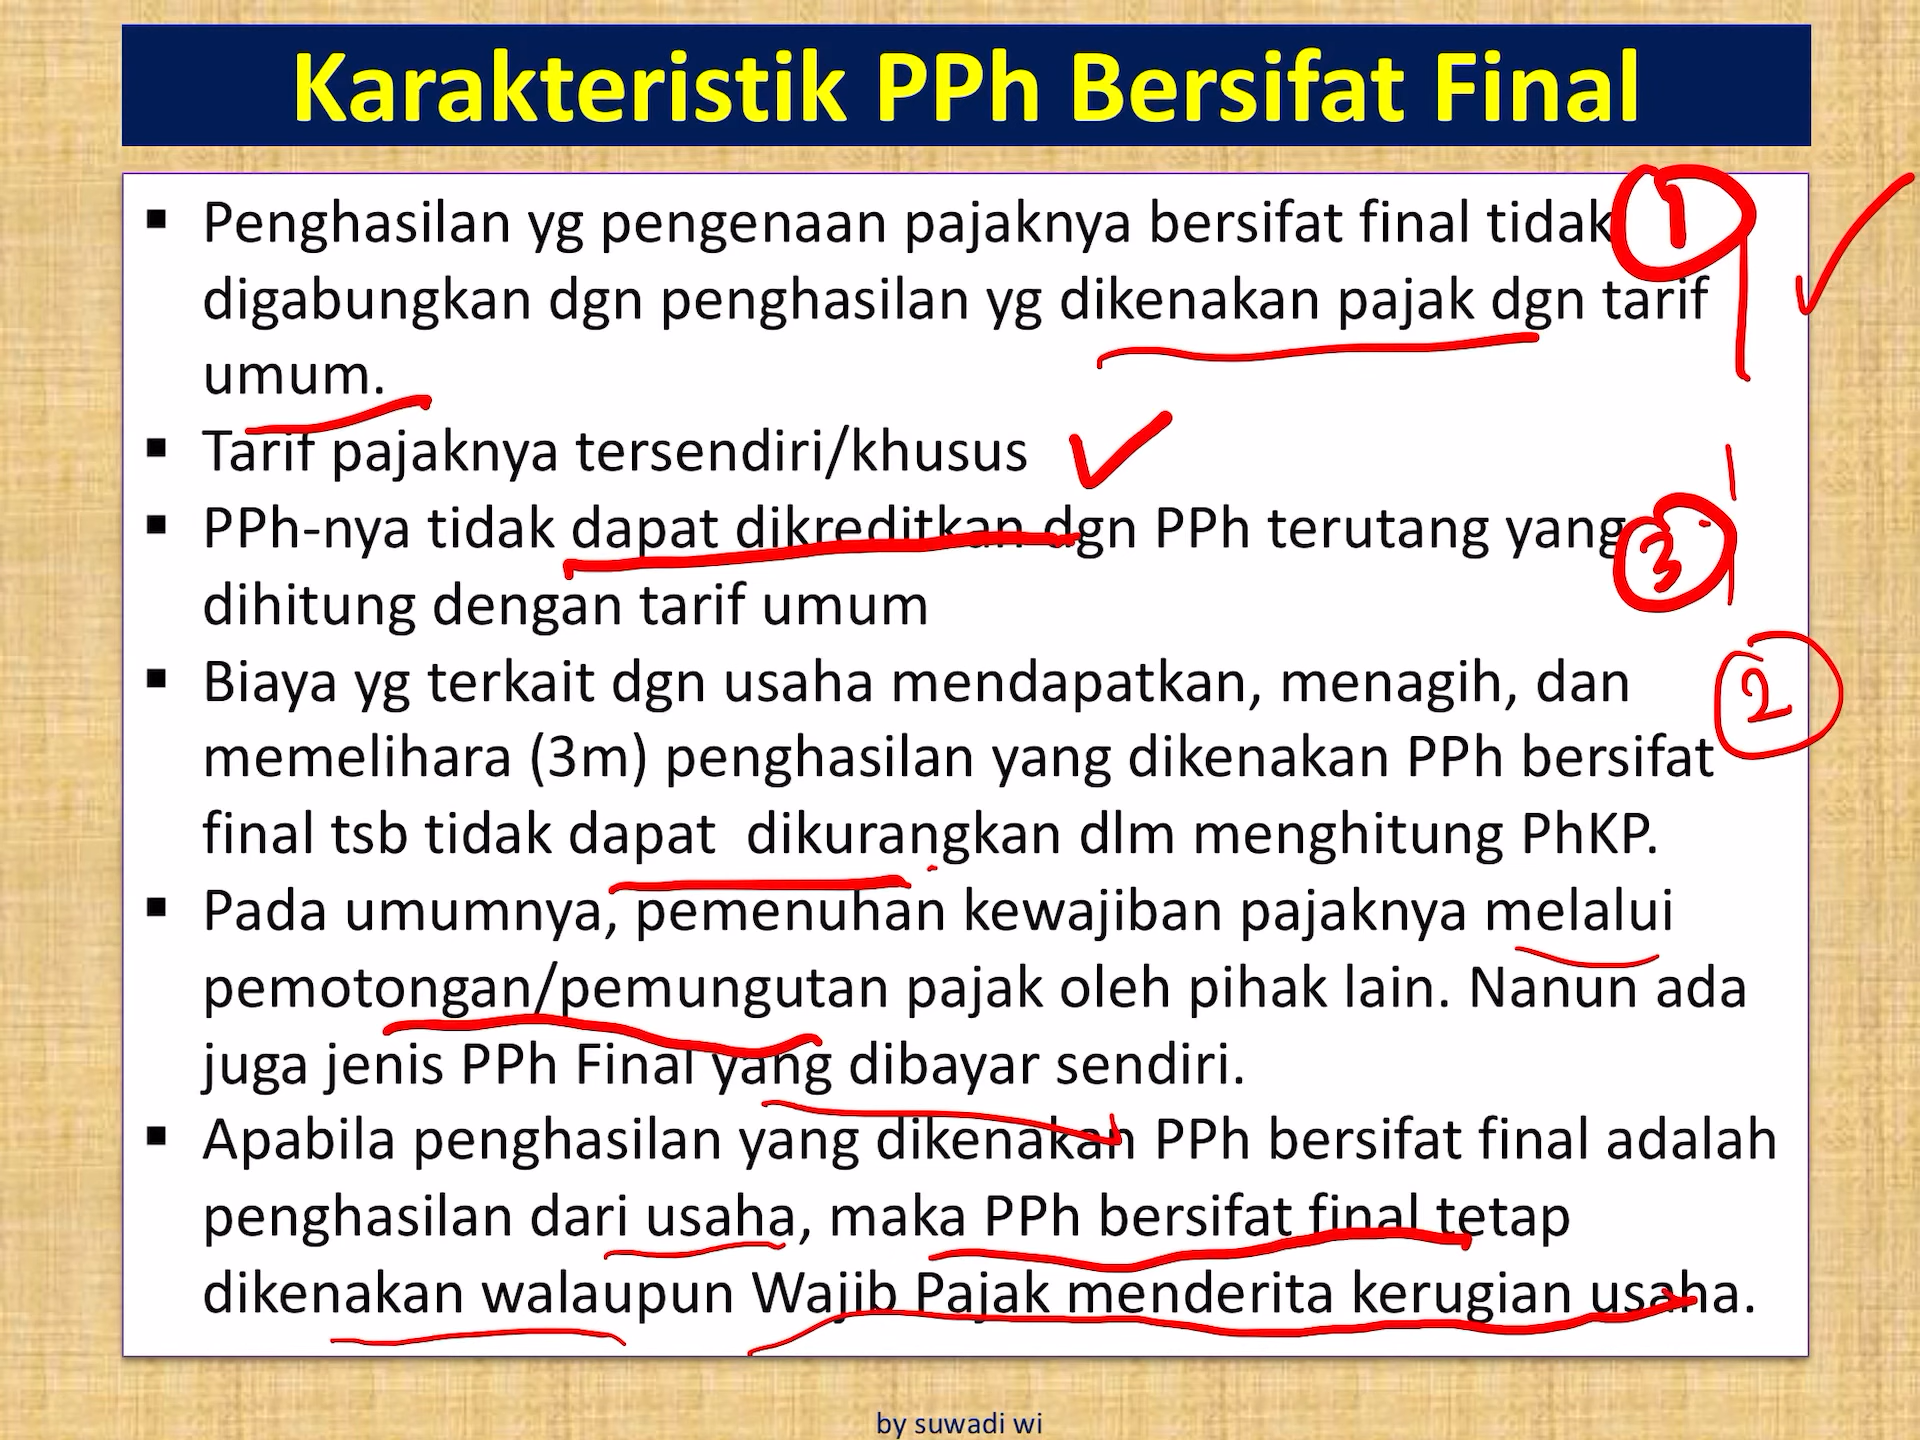 Karakteristik PPh Bersifat Final
▪ Penghasilan yg pengenaan pajaknya bersifat final tidak 1
digabungkan dgn penghasilan yg dikenakan pajak dgn tarif
umum.
▪ Tarif pajaknya tersendiri/khusus
▪ PPh-nya tidak dapat dikreditkan dgn PPh terutang yang 3
dihitung dengan tarif umum
▪ Biaya yg terkait dgn usaha mendapatkan, menagih, dan 2
memelihara (3m) penghasilan yang dikenakan PPh bersifat
final tsb tidak dapat dikurangkan dlm menghitung PhKP.
▪ Pada umumnya, pemenuhan kewajiban pajaknya melalui
pemotongan/pemungutan pajak oleh pihak lain. Nanun ada
juga jenis PPh Final yang dibayar sendiri.
▪ Apabila penghasilan yang dikenakan PPh bersifat final adalah
penghasilan dari usaha, maka PPh bersifat final tetap
dikenakan walaupun Wajib Pajak menderita kerugian usaha.
by suwadi wi